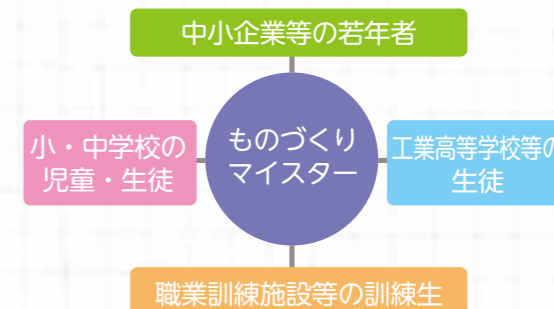 中小企業等の若年者
小・中学校の
児童・生徒
ものづくり
マイスター
工業高等学校等の
生徒
職業訓練施設等の訓練生